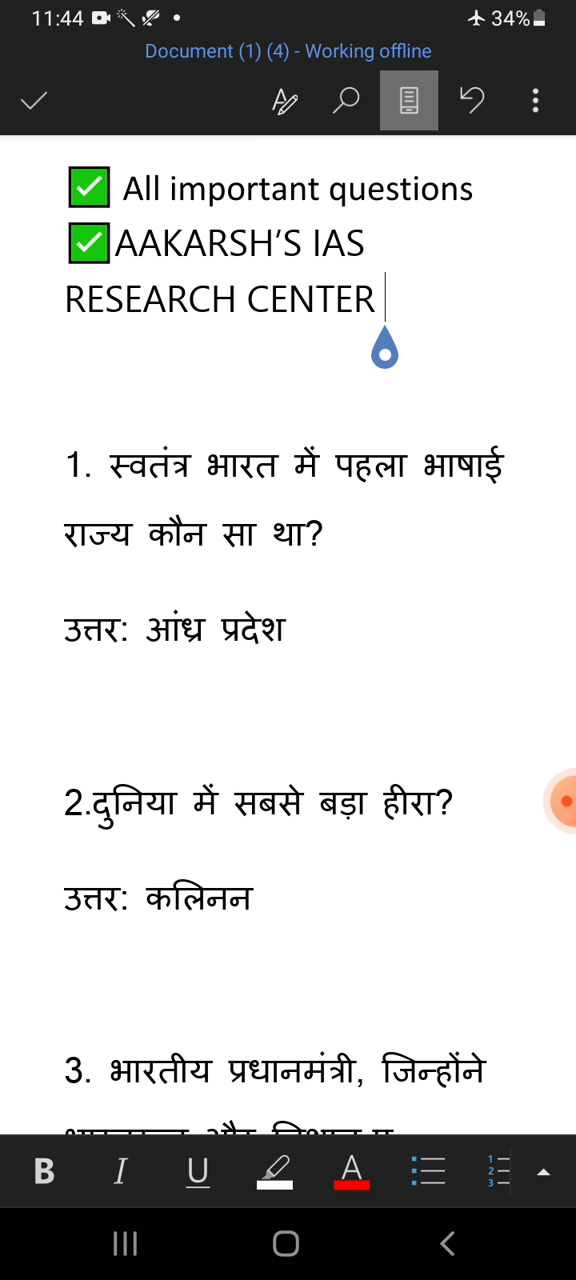 11:44
34%
Document (1) (4) - Working offline
✅ All important questions
✅AAKARSH'S IAS
RESEARCH CENTER
1. स्वतंत्र भारत में पहला भाषाई
राज्य कौन सा था?
उत्तर: आंध्र प्रदेश
2.दुनिया में सबसे बड़ा हीरा?
उत्तर: कलिनन
3. भारतीय प्रधानमंत्री, जिन्होंने
B I U A